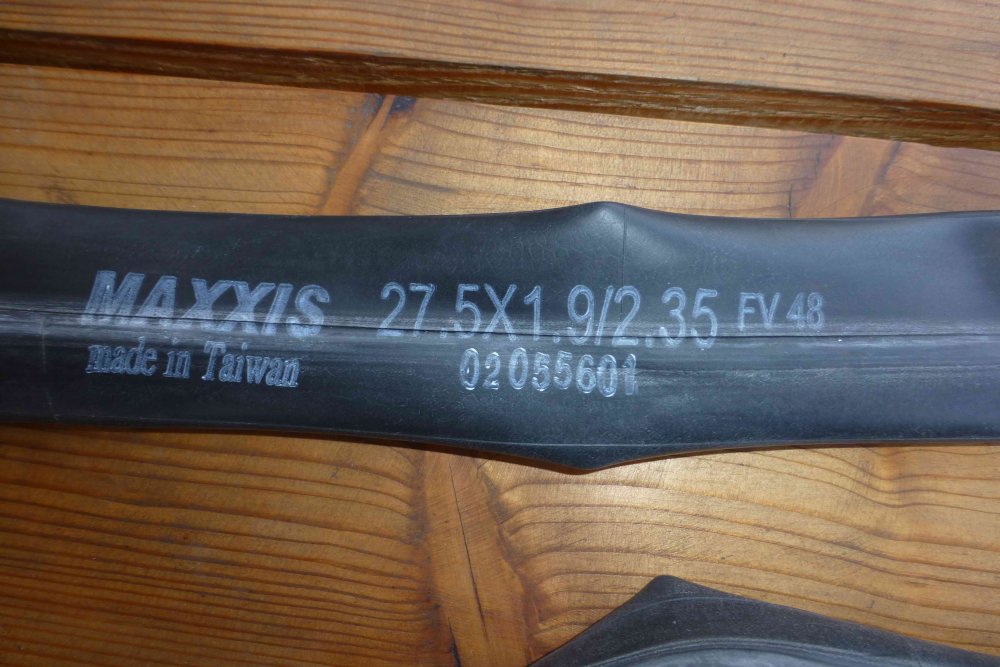 MAXXIS 27.5X1.9/2.35 FV 48
made in Taiwan 02055601